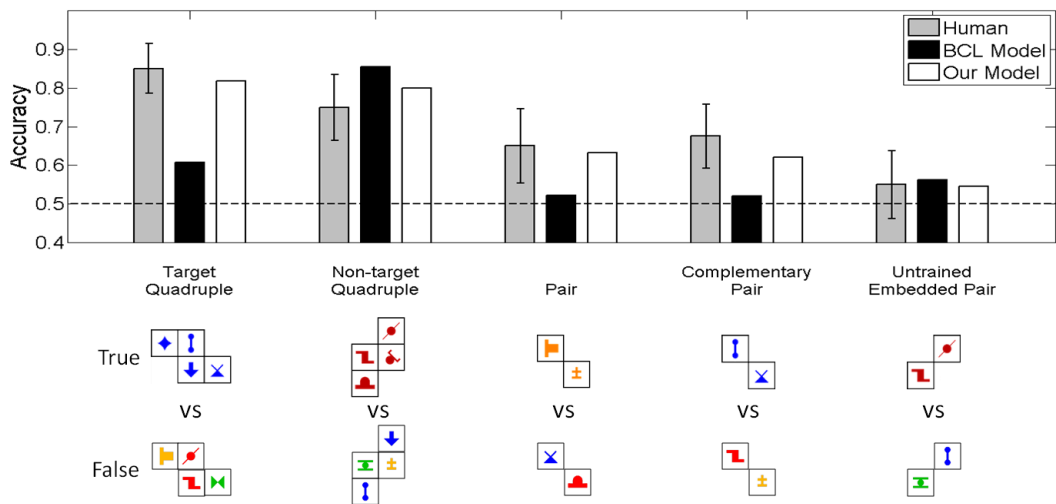 Human
BCL Model
Our Model
Accuracy
0.9
0.8
0.7
0.6
0.5
0.4
Target
Quadruple
Non-target
Quadruple
Pair
Complementary
Pair
Untrained
Embedded Pair
True
vs vs vs vs vs
False